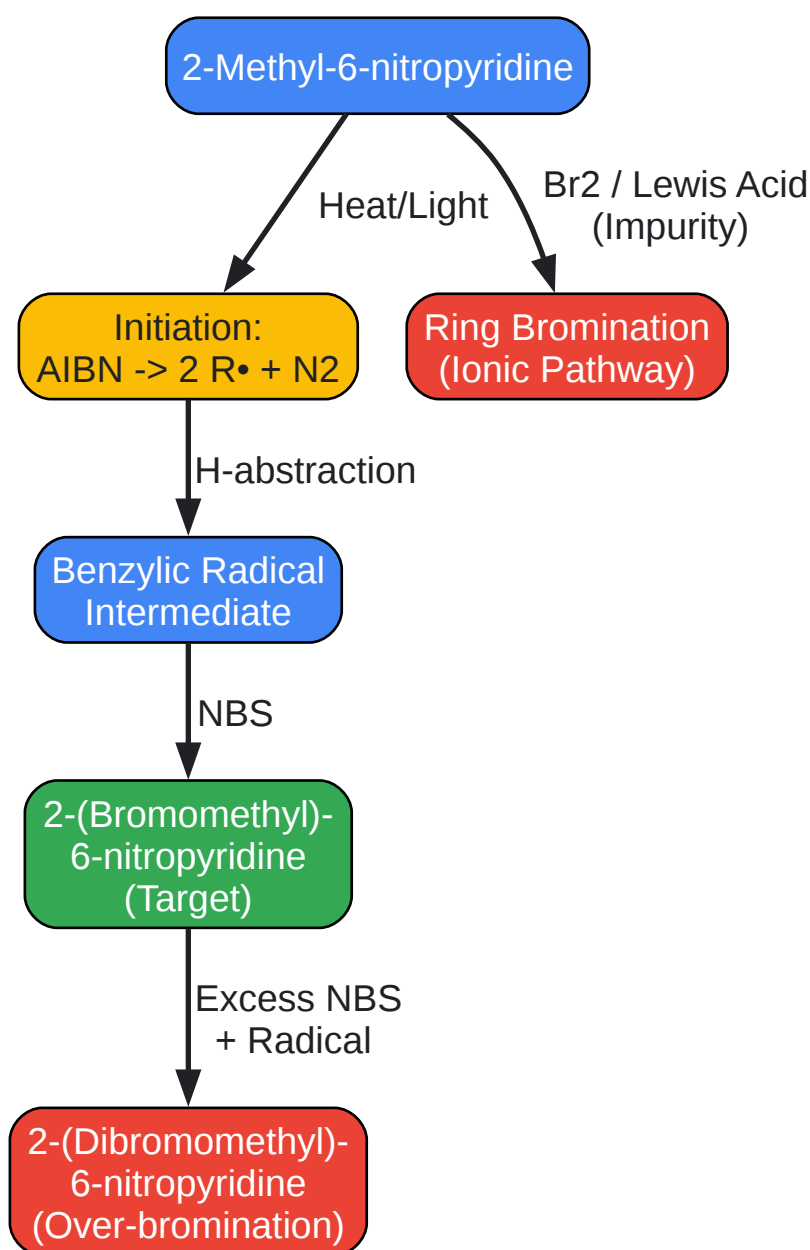 2-Methyl-6-nitropyridine
Heat/Light
Br2 / Lewis Acid
(Impurity)
Initiation:
AIBN -> 2 R• + N2
Ring Bromination
(Ionic Pathway)
H-abstraction
Benzylic Radical
Intermediate
NBS
2-(Bromomethyl)-
6-nitropyridine
(Target)
Excess NBS
+ Radical
2-(Dibromomethyl)-
6-nitropyridine
(Over-bromination)